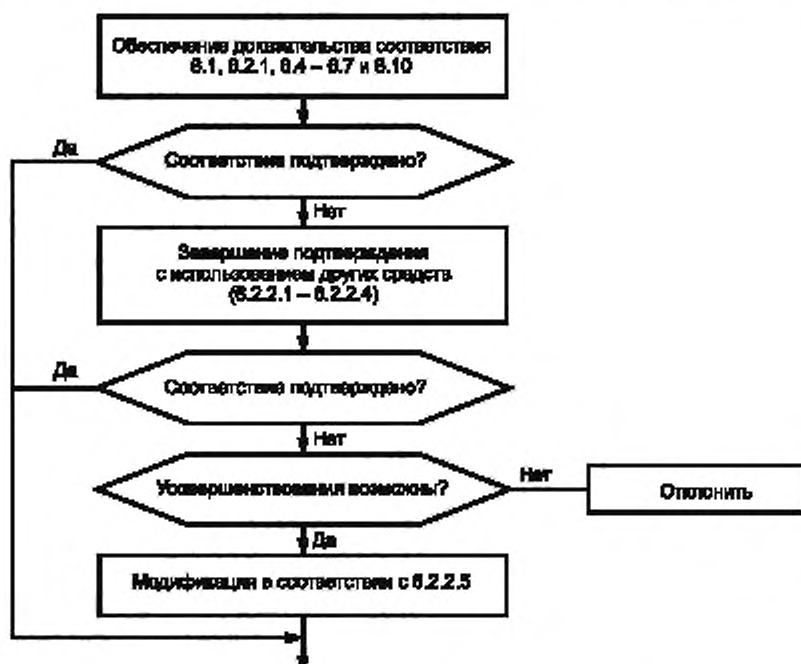 Обеспечение доказательства соответствия
6.1, 6.2.1, 6.4 – 6.7 и 6.10
Да
Соответствие подтверждено?
Нет
Завершение подтверждения
с использованием других средств
(6.2.2.1 – 6.2.2.4)
Да
Соответствие подтверждено?
Нет
Усовершенствования возможны?
Нет
Отклонить
Да
Модификация в соответствии с 6.2.2.5